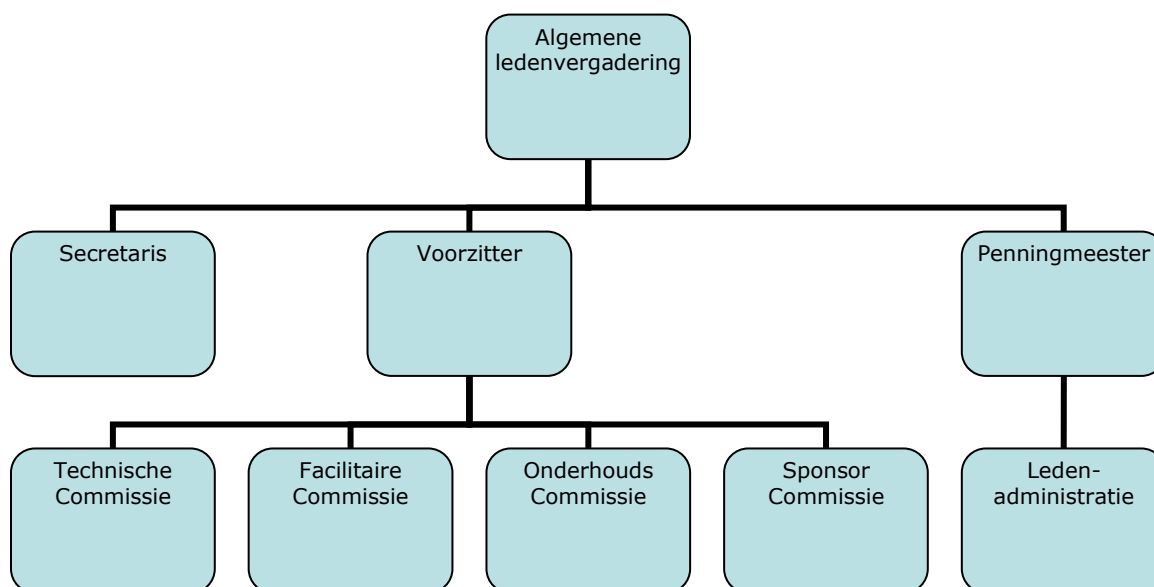 Algemene
ledenvergadering
Secretaris
Voorzitter
Penningmeester
Technische
Commissie
Facilitaire
Commissie
Onderhouds
Commissie
Sponsor
Commissie
Leden-
administratie